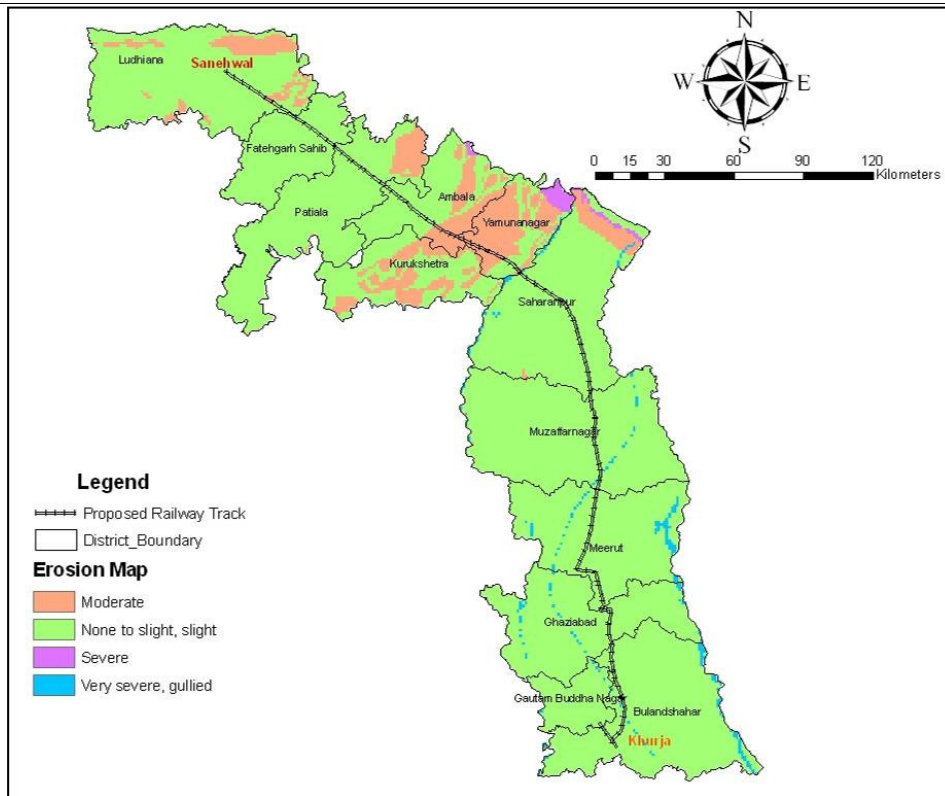 N
Ludhiana
Sanehwal
W
E
S
Fatehgarh Sahib
0 15 30 60 90 120
Kilometers
Ambala
Patiala
Yamunanagar
Kurukshetra
Saharanpur
Muzaffarnagar
Legend
Proposed Railway Track
District_Boundary
Meerut
Erosion Map
Moderate
Ghaziabad
None to slight, slight
Severe
Very severe, gullied
Gautam Buddha Nagar
Bulandshahar
Khurja